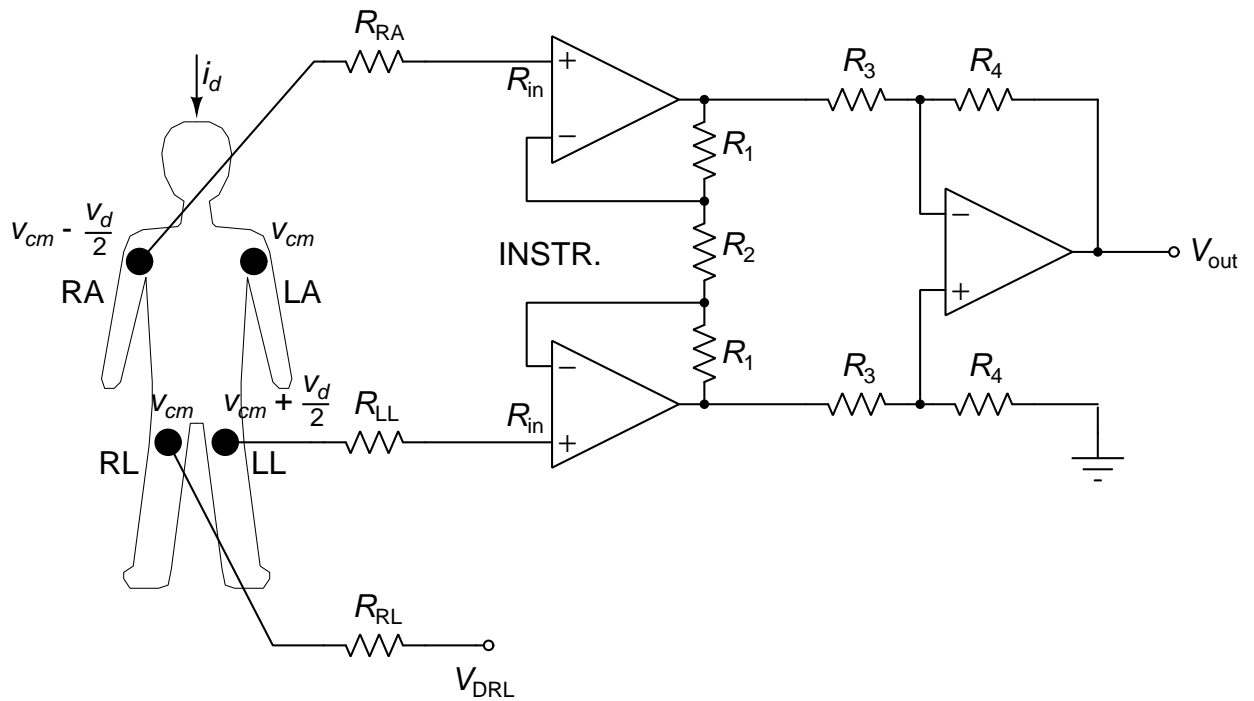 R_RA
i_d
R_in
+
−
R_3
R_4
R_1
v_cm - v_d/2
v_cm
RA
LA
INSTR.
R_2
−
+
V_out
R_1
v_cm
v_cm + v_d/2
R_LL
R_in
−
+
R_3
R_4
RL
LL
R_RL
V_DRL